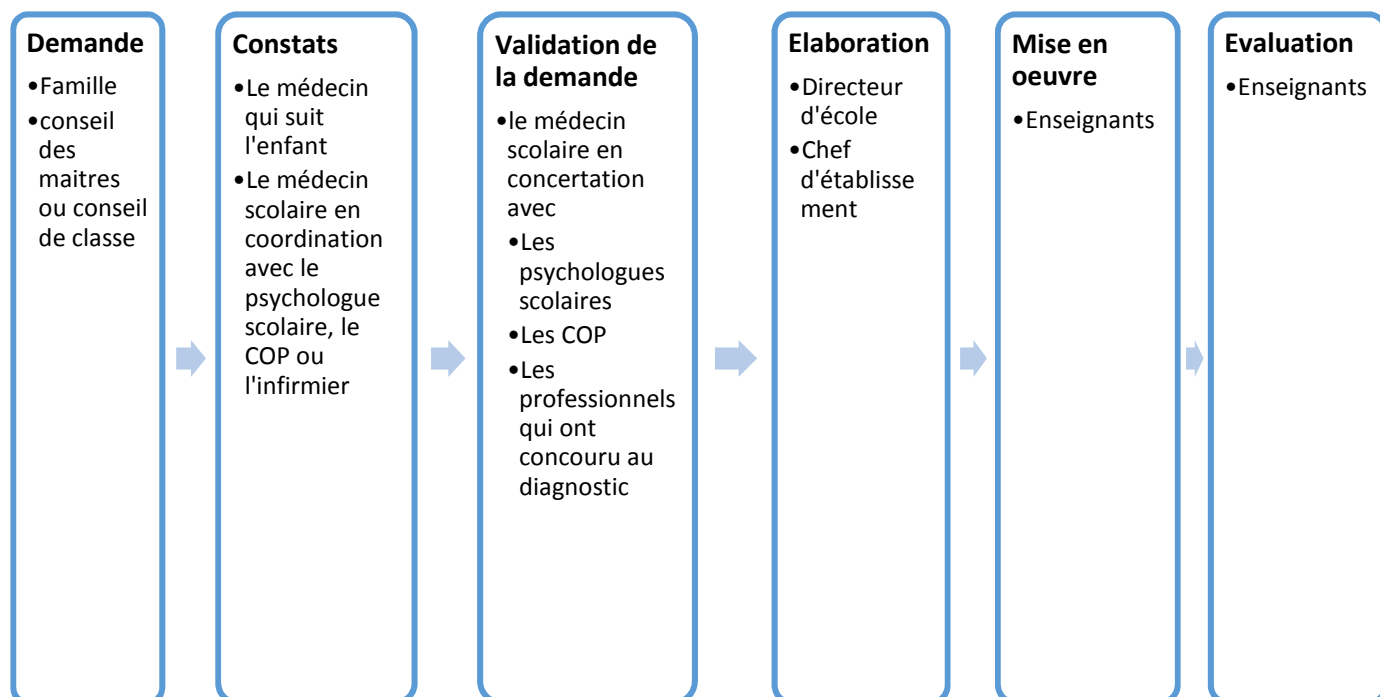 Demande
•Famille
•conseil
des
maitres
ou conseil
de classe
Constats
•Le médecin
qui suit
l'enfant
•Le médecin
scolaire en
coordination
avec le
psychologue
scolaire, le
COP ou
l'infirmier
Validation de
la demande
•le médecin
scolaire en
concertation
avec
•Les
psychologues
scolaires
•Les COP
•Les
professionnels
qui ont
concouru au
diagnostic
Elaboration
•Directeur
d'école
•Chef
d'établisse
ment
Mise en
oeuvre
•Enseignants
Evaluation
•Enseignants